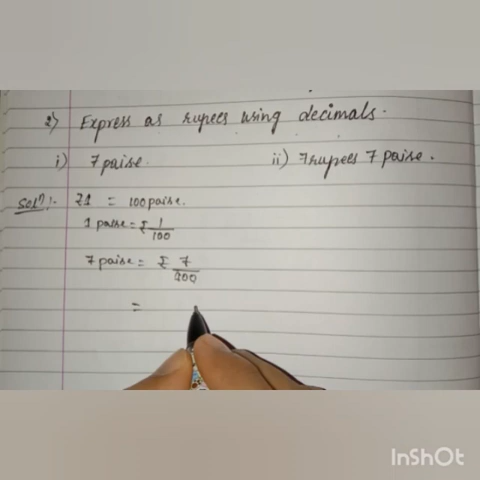 2) Express as rupees using decimals.
i) 7 paise. ii) 7 rupees 7 paise.
Solⁿ:- ₹1 = 100 paise.
1 paise = ₹ 1/100
7 paise = ₹ 7/100
=
InShOt